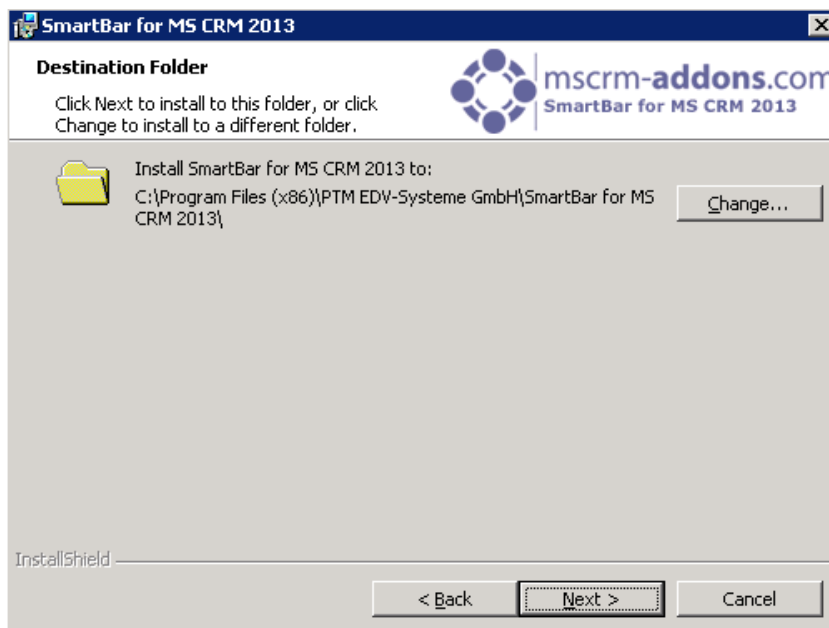 SmartBar for MS CRM 2013
Destination Folder
Click Next to install to this folder, or click
Change to install to a different folder.
mscrm-addons.com
SmartBar for MS CRM 2013
Install SmartBar for MS CRM 2013 to:
C:\Program Files (x86)\PTM EDV-Systeme GmbH\SmartBar for MS
CRM 2013\
Change...
InstallShield
< Back
Next >
Cancel